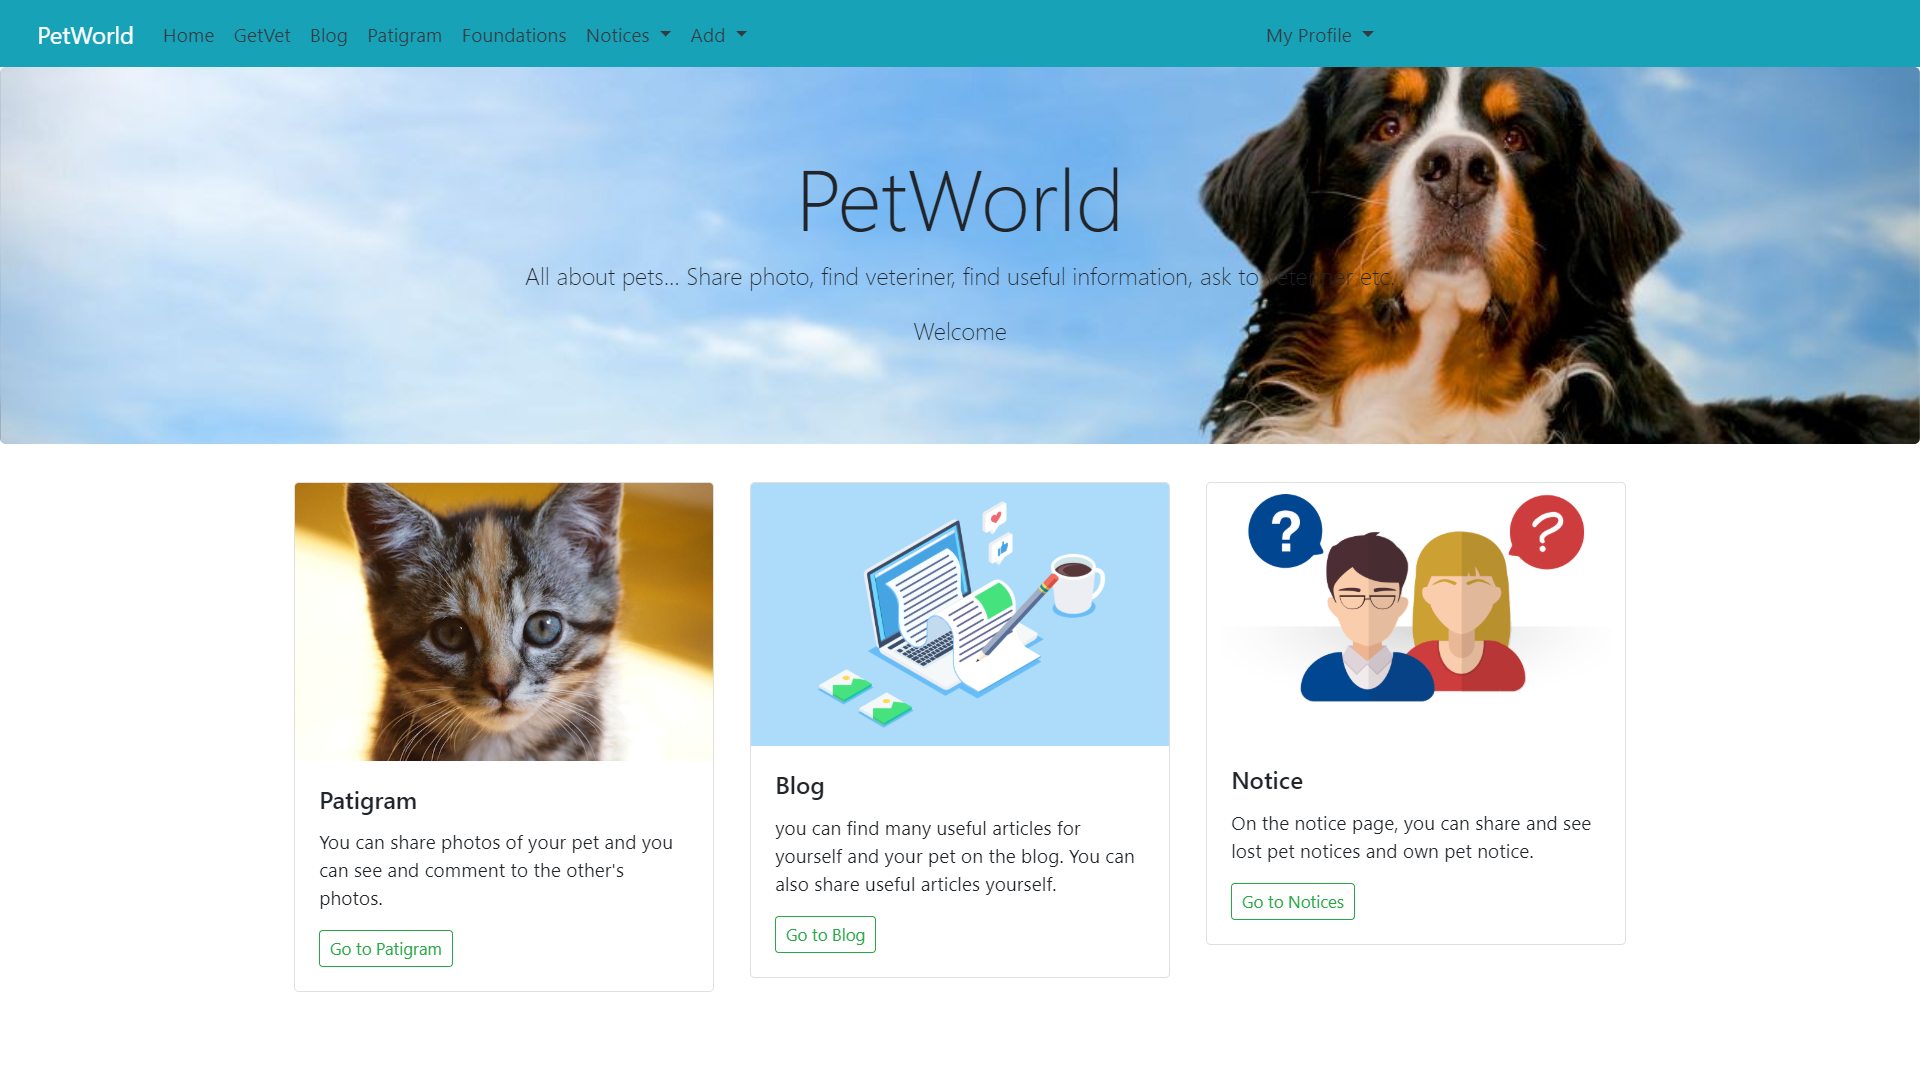 PetWorld Home GetVet Blog Patigram Foundations Notices Add My Profile
PetWorld
All about pets... Share photo, find veteriner, find useful information, ask to veteriner etc.
Welcome
Patigram
You can share photos of your pet and you
can see and comment to the other's
photos.
Go to Patigram
Blog
you can find many useful articles for
yourself and your pet on the blog. You can
also share useful articles yourself.
Go to Blog
? ?
Notice
On the notice page, you can share and see
lost pet notices and own pet notice.
Go to Notices